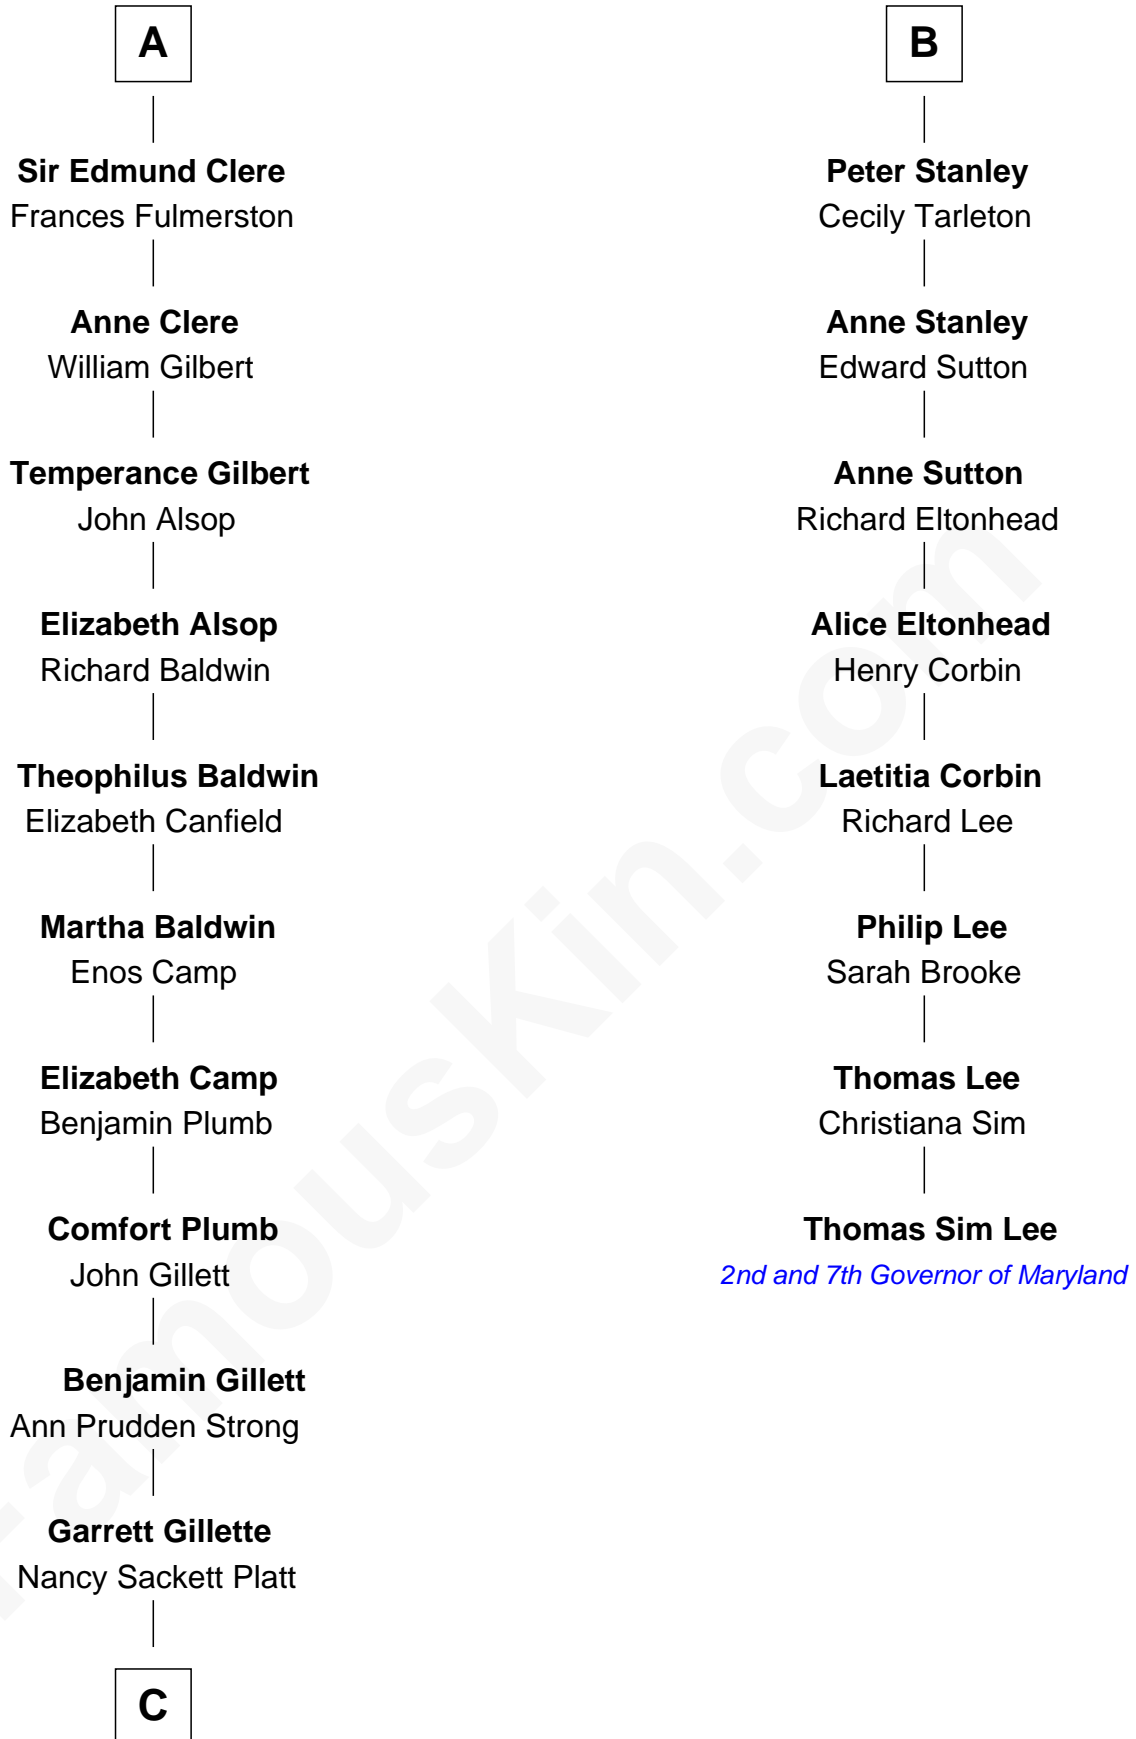 A
Sir Edmund Clere
Frances Fulmerston
Anne Clere
William Gilbert
Temperance Gilbert
John Alsop
Elizabeth Alsop
Richard Baldwin
Theophilus Baldwin
Elizabeth Canfield
Martha Baldwin
Enos Camp
Elizabeth Camp
Benjamin Plumb
Comfort Plumb
John Gillett
Benjamin Gillett
Ann Prudden Strong
Garrett Gillette
Nancy Sackett Platt
C
B
Peter Stanley
Cecily Tarleton
Anne Stanley
Edward Sutton
Anne Sutton
Richard Eltonhead
Alice Eltonhead
Henry Corbin
Laetitia Corbin
Richard Lee
Philip Lee
Sarah Brooke
Thomas Lee
Christiana Sim
Thomas Sim Lee
2nd and 7th Governor of Maryland
FamousKin.com